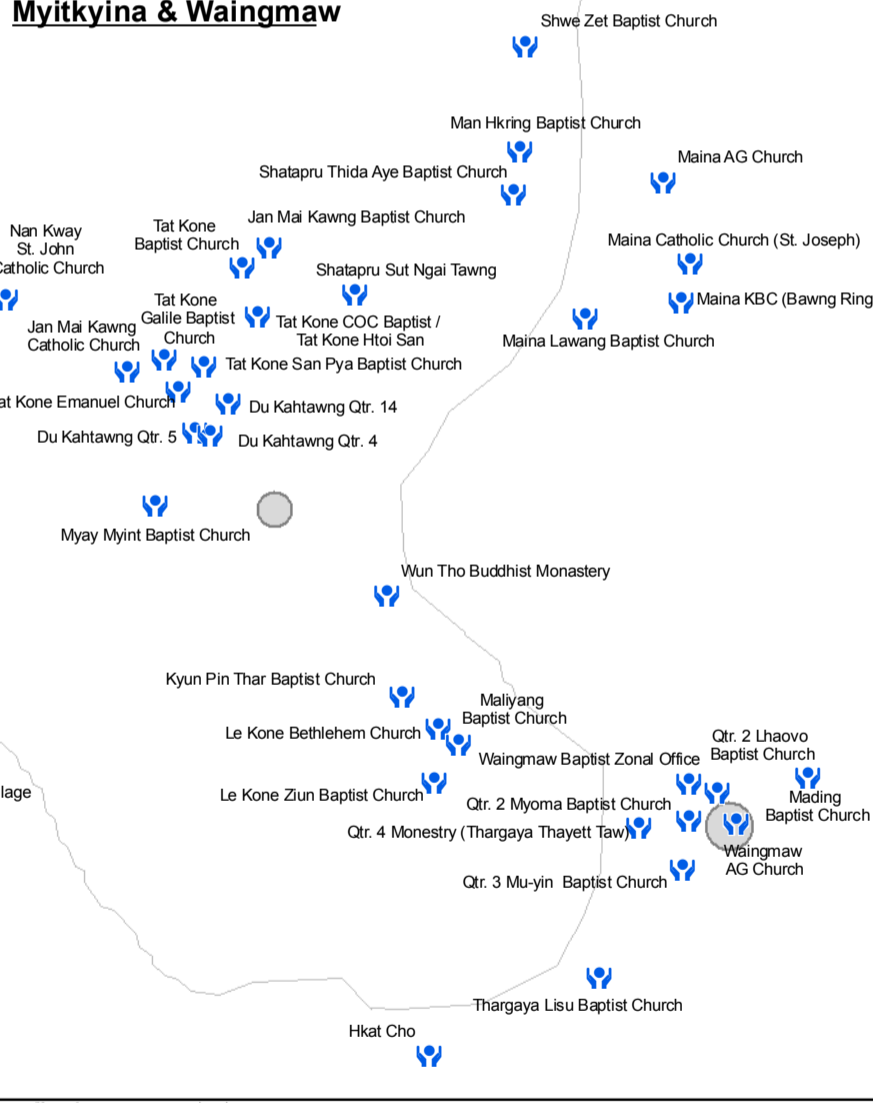 Myitkyina & Waingmaw
Shwe Zet Baptist Church
Man Hkring Baptist Church
Maina AG Church
Shatapru Thida Aye Baptist Church
Jan Mai Kawng Baptist Church
Tat Kone
Baptist Church
Nan Kway
St. John
Catholic Church
Maina Catholic Church (St. Joseph)
Shatapru Sut Ngai Tawng
Maina KBC (Bawng Ring
Tat Kone
Galile Baptist
Church
Tat Kone COC Baptist /
Tat Kone Htoi San
Jan Mai Kawng
Catholic Church
Maina Lawang Baptist Church
Tat Kone San Pya Baptist Church
at Kone Emanuel Church
Du Kahtawng Qtr. 14
Du Kahtawng Qtr. 5
Du Kahtawng Qtr. 4
Myay Myint Baptist Church
Wun Tho Buddhist Monastery
Kyun Pin Thar Baptist Church
Maliyang
Baptist Church
Le Kone Bethlehem Church
Qtr. 2 Lhaovo
Baptist Church
Waingmaw Baptist Zonal Office
lage
Le Kone Ziun Baptist Church
Mading
Baptist Church
Qtr. 2 Myoma Baptist Church
Qtr. 4 Monestry (Thargaya Thayett Taw)
Waingmaw
AG Church
Qtr. 3 Mu-yin Baptist Church
Thargaya Lisu Baptist Church
Hkat Cho